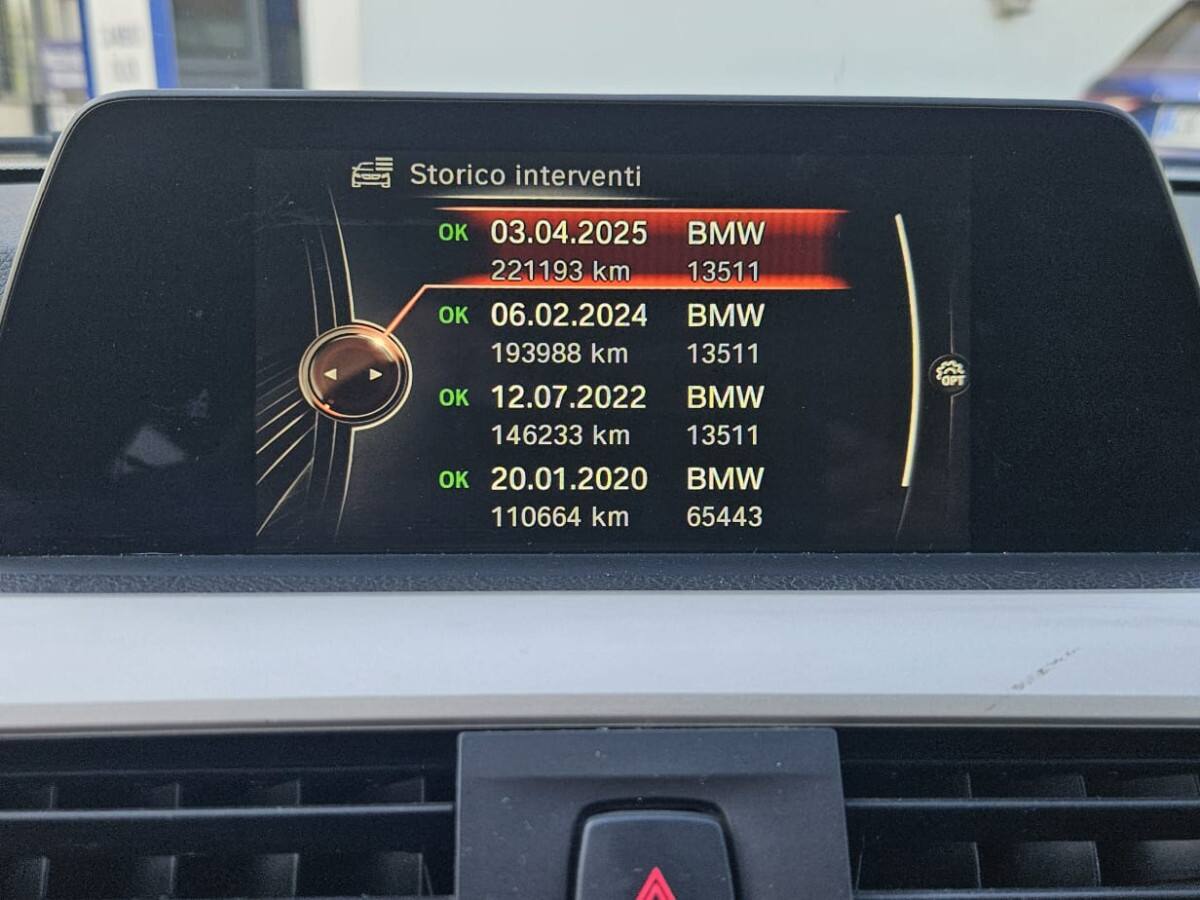 Storico interventi
OK 03.04.2025 BMW
221193 km 13511
OK 06.02.2024 BMW
193988 km 13511
OK 12.07.2022 BMW
146233 km 13511
OPT
OK 20.01.2020 BMW
110664 km 65443